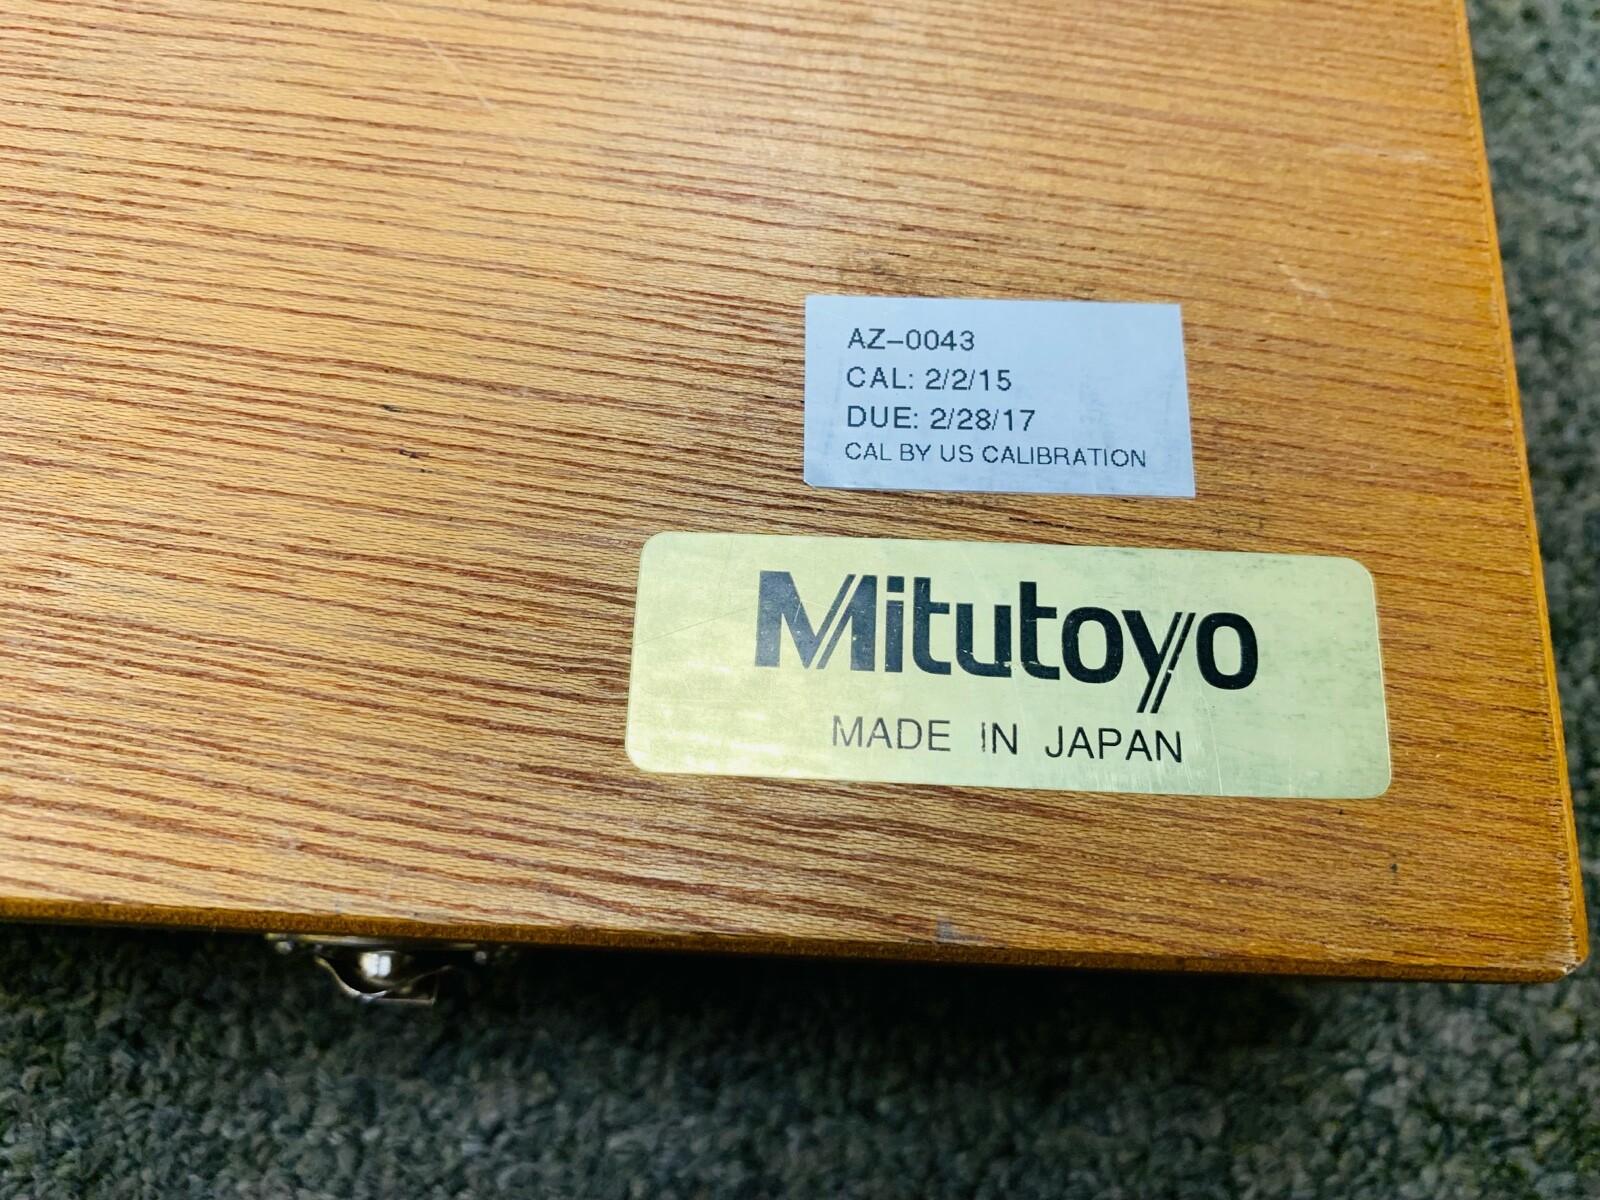 AZ-0043
CAL: 2/2/15
DUE: 2/28/17
CAL BY US CALIBRATION
Mitutoyo
MADE IN JAPAN